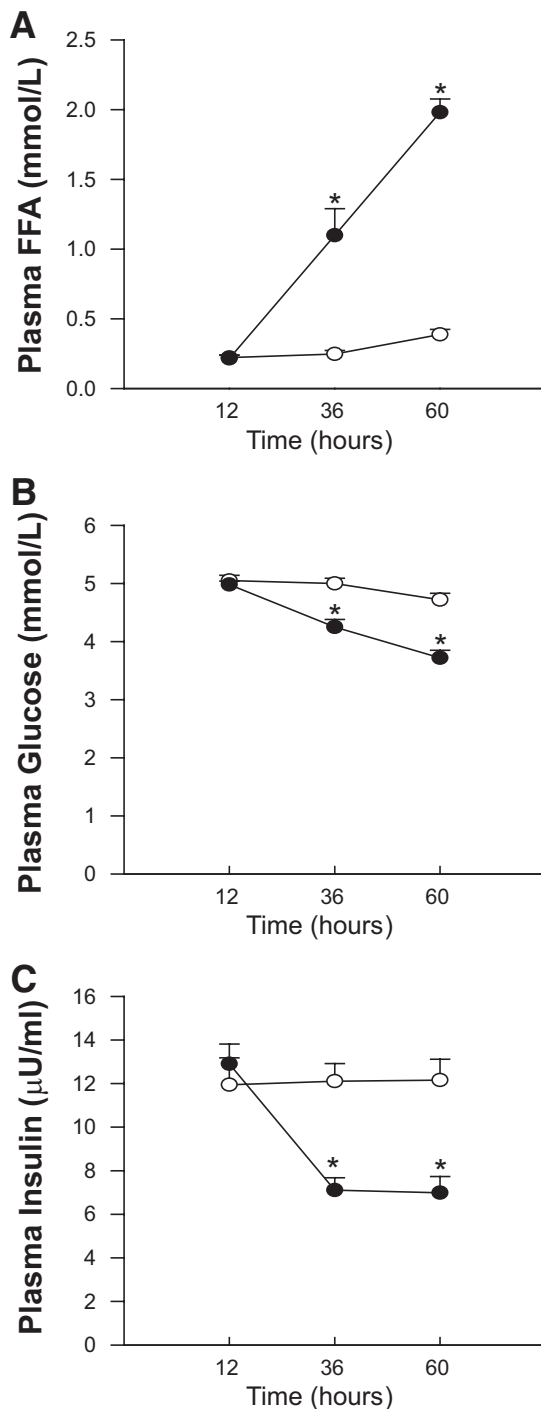 A
Plasma FFA (mmol/L)
2.5
2.0
1.5
1.0
0.5
0.0
*
*
12 36 60
Time (hours)
B
Plasma Glucose (mmol/L)
6
5
4
3
2
1
0
*
*
12 36 60
Time (hours)
C
Plasma Insulin (μU/ml)
16
14
12
10
8
6
4
2
0
* *
12 36 60
Time (hours)